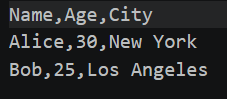 Name,Age,City
Alice,30,New York
Bob,25,Los Angeles